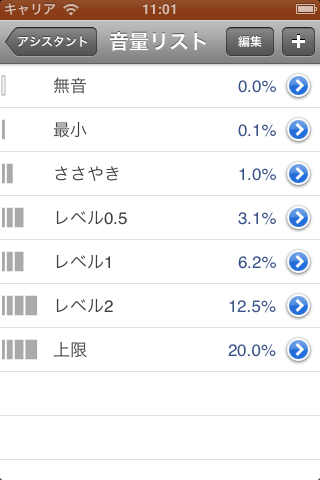 キャリア 11:01
アシスタント 音量リスト 編集 +
無音 0.0%
最小 0.1%
ささやき 1.0%
レベル0.5 3.1%
レベル1 6.2%
レベル2 12.5%
上限 20.0%